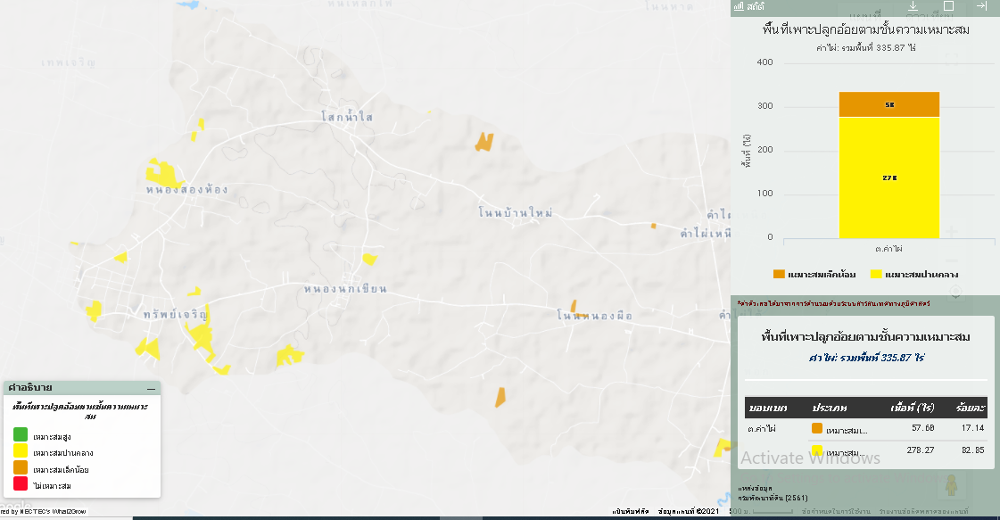 เทพเจริญ
โสกน้ำใส
หนองสองห้อง
โนนบ้านใหม่
หนองนกเขียน
ทรัพย์เจริญ
โนนหนองผือ
คำอธิบาย
พื้นที่เพาะปลูกอ้อยตามชั้นความเหมาะ
สม
เหมาะสมสูง
เหมาะสมปานกลาง
เหมาะสมเล็กน้อย
ไม่เหมาะสม
red by NECTEC's What2Grow
แป้นพิมพ์ลัด ข้อมูลแผนที่ ©2021 500 ม. ข้อกำหนดในการใช้งาน รายงานข้อผิดพลาดของแผนที่
สถิติ
พื้นที่เพาะปลูกอ้อยตามชั้นความเหมาะสม
คำไผ่: รวมพื้นที่ 335.87 ไร่
400
300
200
100
0
พื้นที่ (ไร่)
58
278
ต.คำไผ่
เหมาะสมเล็กน้อย เหมาะสมปานกลาง
*ค่าตัวเลขได้มาจากการคำนวณด้วยระบบสารสนเทศทางภูมิศาสตร์
พื้นที่เพาะปลูกอ้อยตามชั้นความเหมาะสม
คำไผ่: รวมพื้นที่ 335.87 ไร่
ขอบเขต ประเภท เนื้อที่ (ไร่) ร้อยละ
ต.คำไผ่ เหมาะสมเ... 57.60 17.14
เหมาะสม... 278.27 82.85
Activate Windows
แหล่งข้อมูล
กรมพัฒนาที่ดิน (2561)